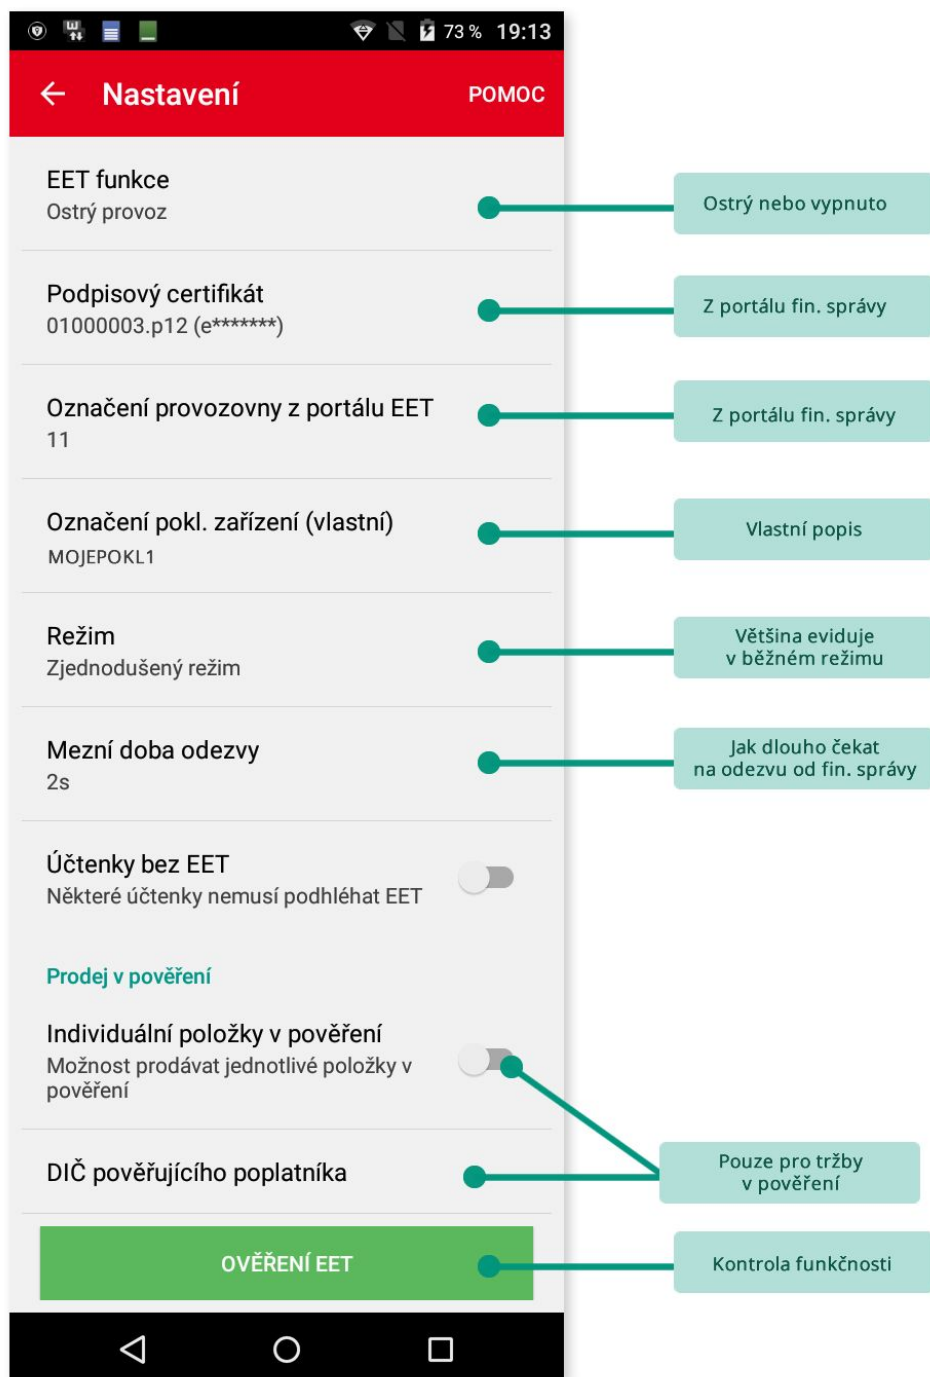 73 % 19:13
Nastavení POMOC
EET funkce
Ostrý provoz
Ostrý nebo vypnuto
Podpisový certifikát
01000003.p12 (e*******)
Z portálu fin. správy
Označení provozovny z portálu EET
11
Z portálu fin. správy
Označení pokl. zařízení (vlastní)
MOJEPOKL1
Vlastní popis
Režim
Zjednodušený režim
Většina eviduje
v běžném režimu
Mezní doba odezvy
2s
Jak dlouho čekat
na odezvu od fin. správy
Účtenky bez EET
Některé účtenky nemusí podhléhat EET
Prodej v pověření
Individuální položky v pověření
Možnost prodávat jednotlivé položky v
pověření
DIČ pověřujícího poplatníka
Pouze pro tržby
v pověření
OVĚŘENÍ EET
Kontrola funkčnosti